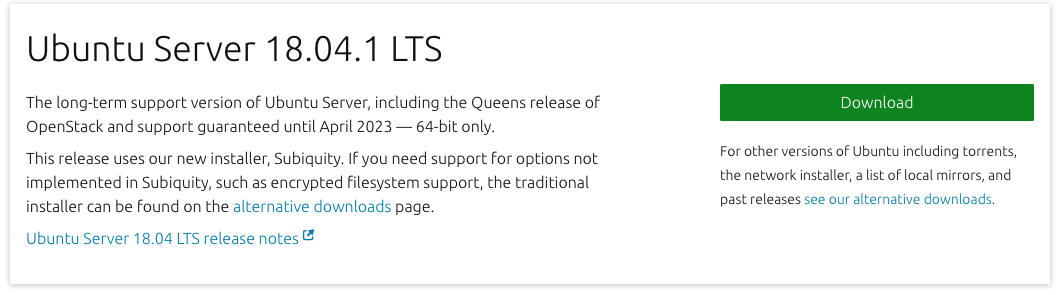 Ubuntu Server 18.04.1 LTS
The long-term support version of Ubuntu Server, including the Queens release of
OpenStack and support guaranteed until April 2023 — 64-bit only.
This release uses our new installer, Subiquity. If you need support for options not
implemented in Subiquity, such as encrypted filesystem support, the traditional
installer can be found on the alternative downloads page.
Ubuntu Server 18.04 LTS release notes
Download
For other versions of Ubuntu including torrents,
the network installer, a list of local mirrors, and
past releases see our alternative downloads.